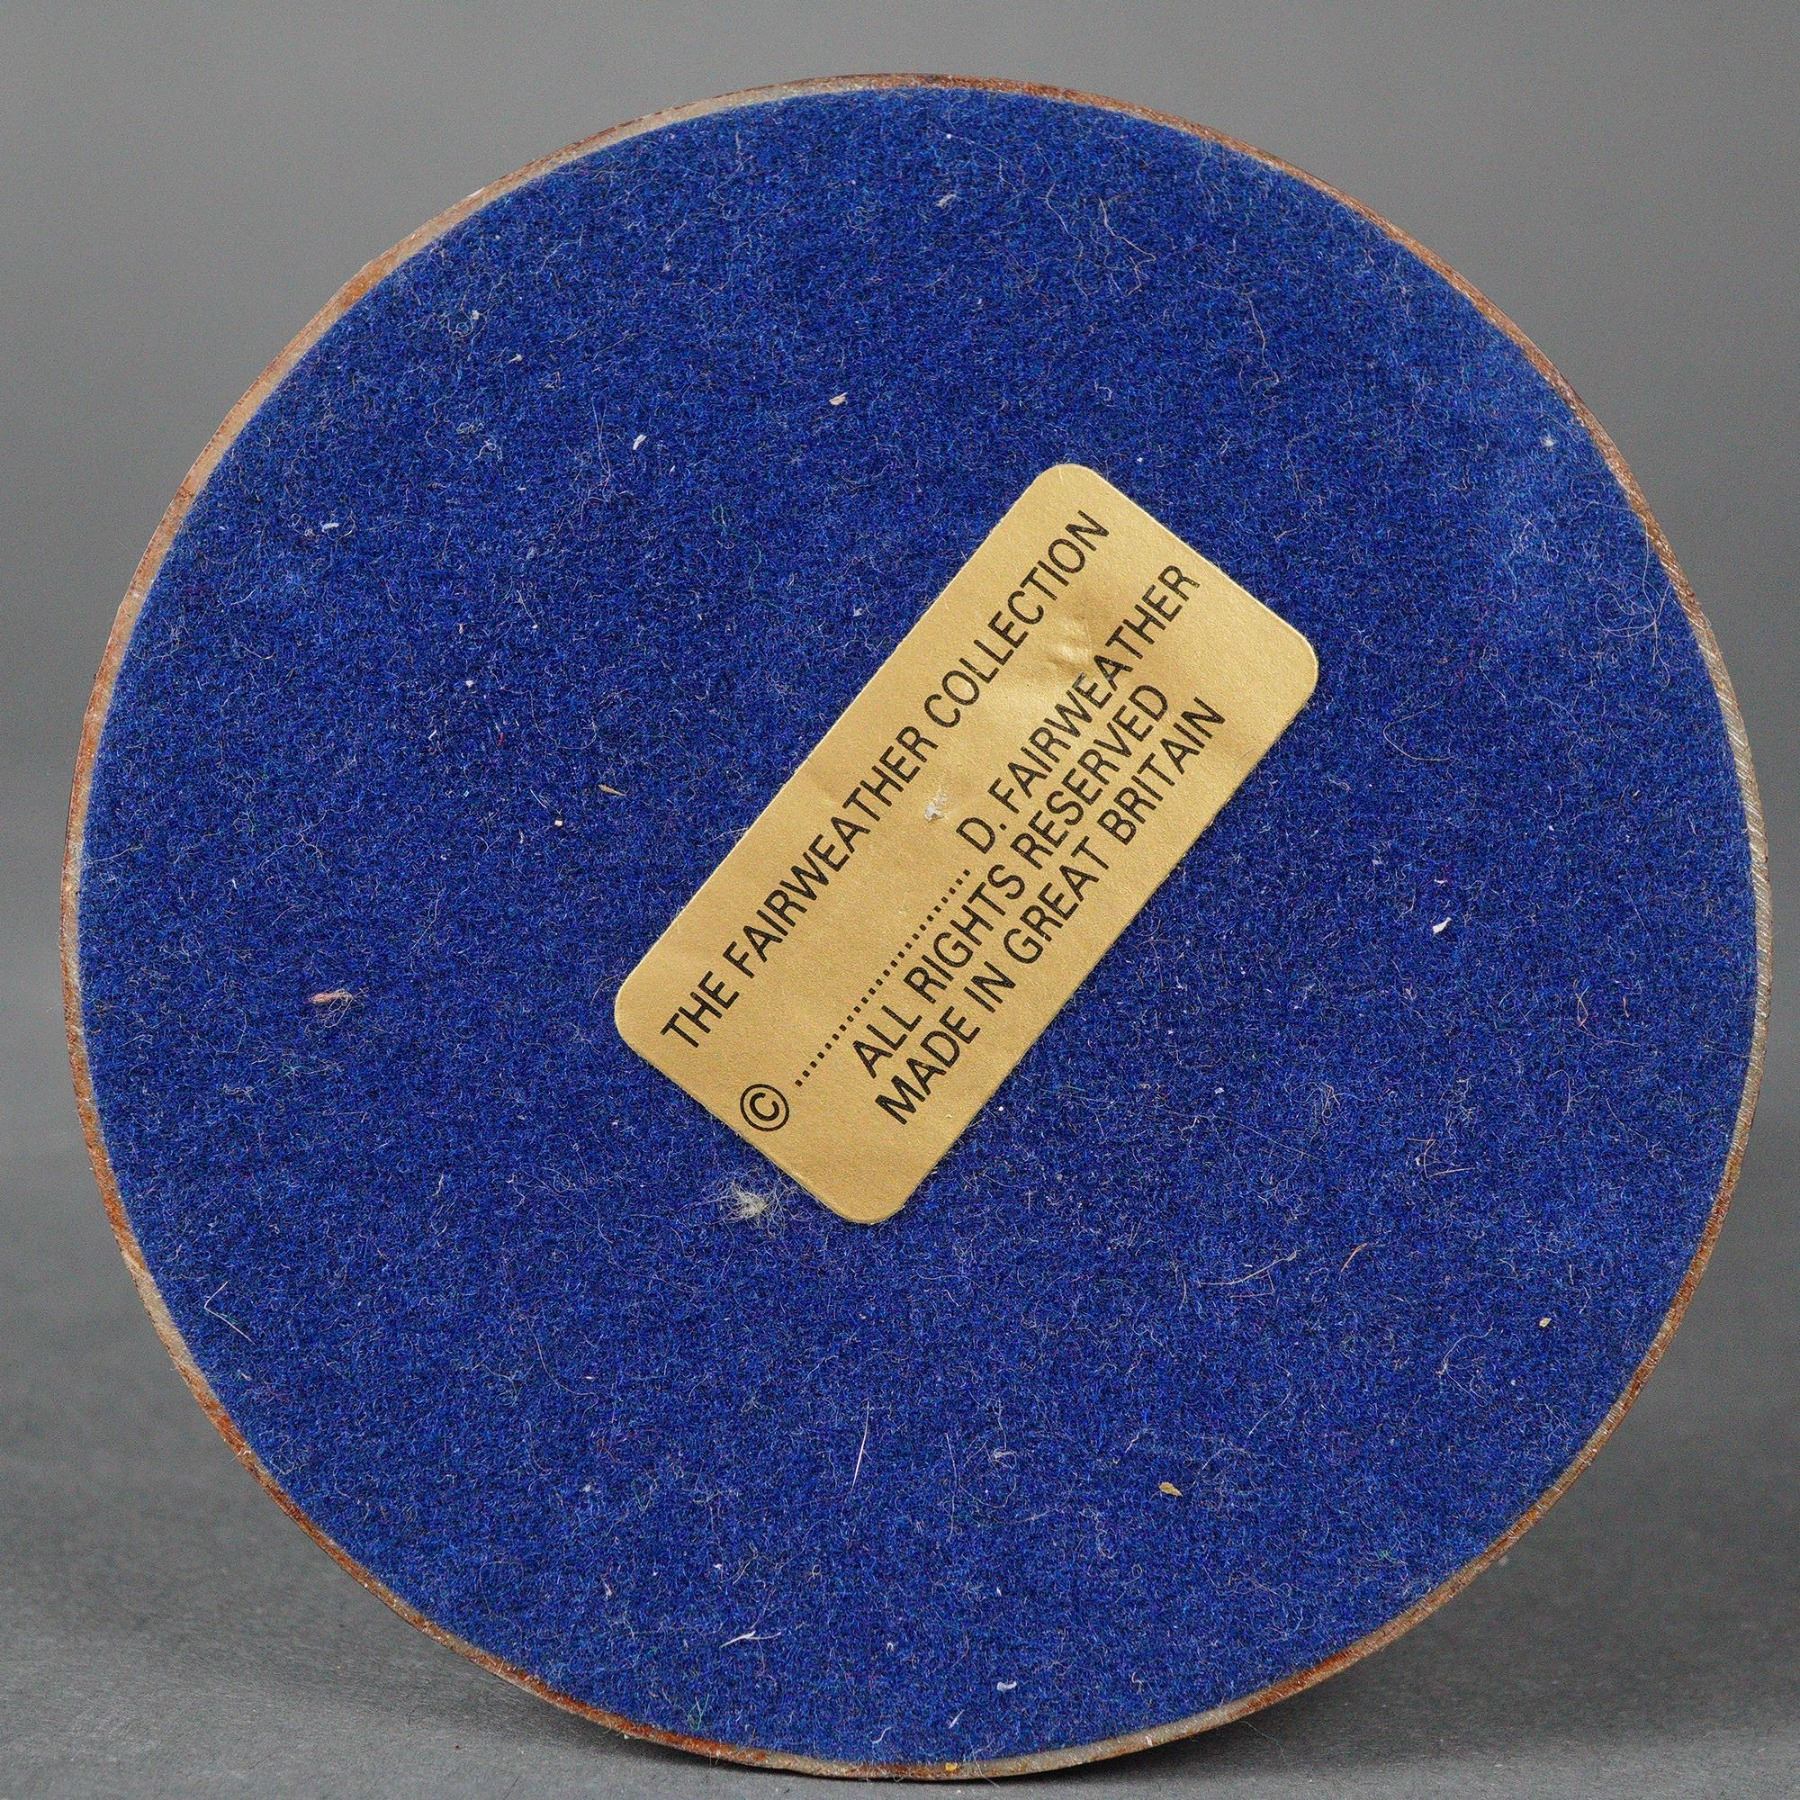 THE FAIRWEATHER COLLECTION
© .......................... D. FAIRWEATHER
ALL RIGHTS RESERVED
MADE IN GREAT BRITAIN